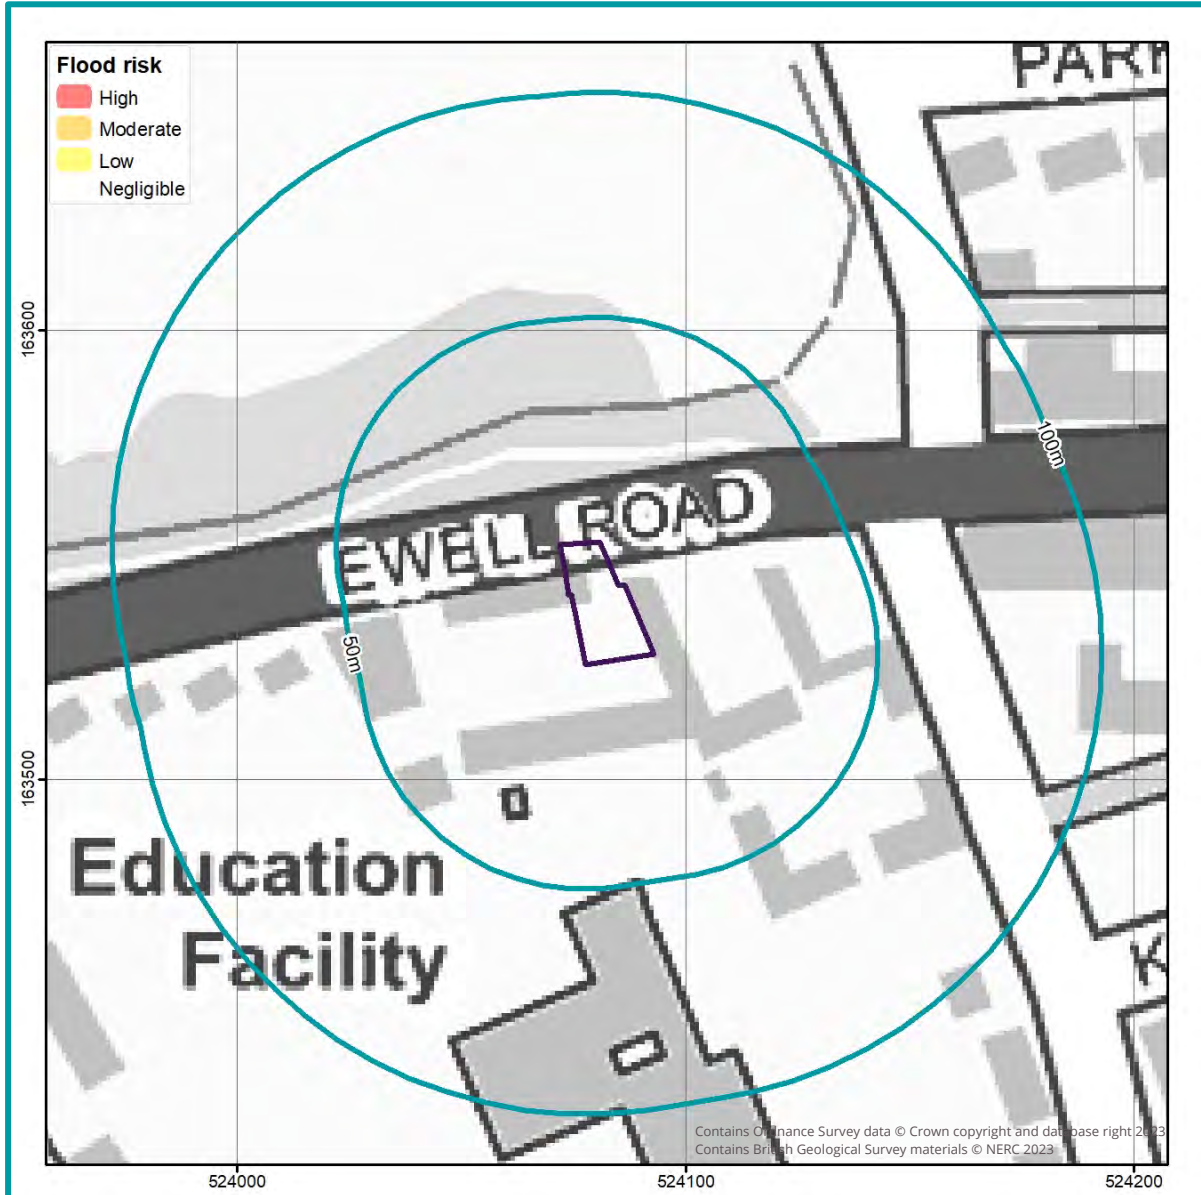 Flood risk
High
Moderate
Low
Negligible
PARK
163600
100m
EWELL ROAD
50m
163500
Education
Facility
K
Contains Ordnance Survey data © Crown copyright and database right 2023
Contains British Geological Survey materials © NERC 2023
524000
524100
524200